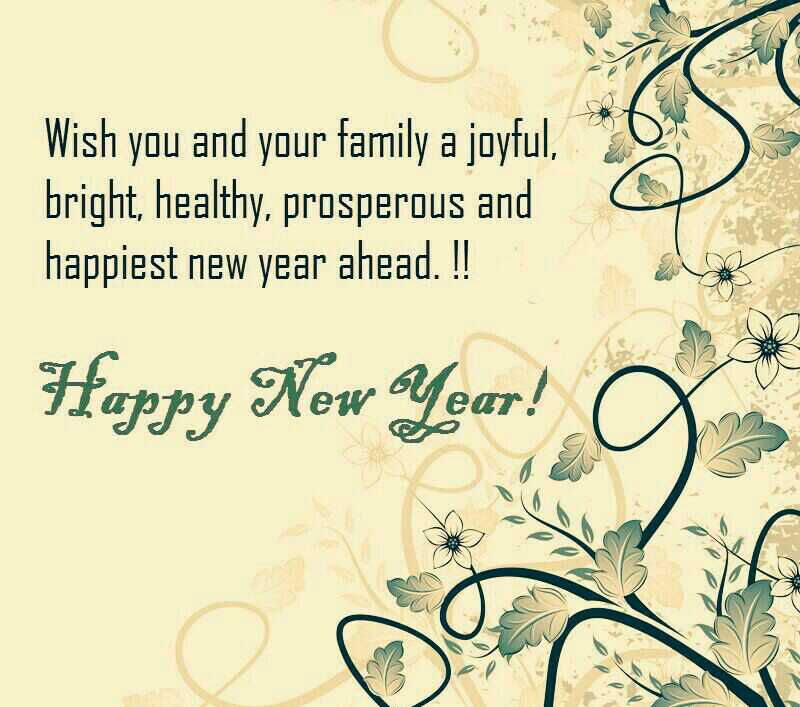 Wish you and your family a joyful,
bright, healthy, prosperous and
happiest new year ahead. !!
Happy New Year!